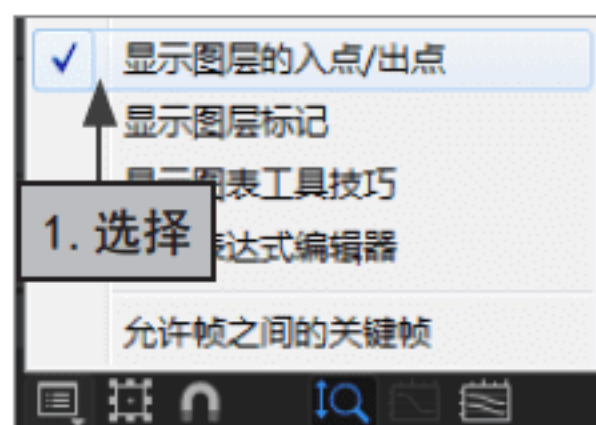 显示图层的入点/出点
显示图层标记
图表工具技巧
1. 选择
表达式编辑器
允许帧之间的关键帧